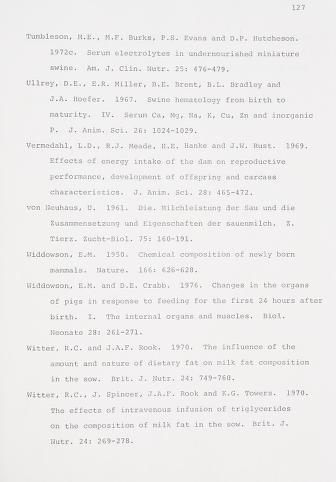 127
Tumbleson, M.E., M.F. Burks, P.S. Evans and D.P. Hutcheson.
1972c. Serum electrolytes in undernourished miniature
swine. Am. J. Clin. Nutr. 25: 476-479.
Ullrey, D.E., E.R. Miller, B.E. Brent, B.L. Bradley and
J.A. Hoefer. 1967. Swine hematology from birth to
maturity. IV. Serum Ca, Mg, Na, K, Cu, Zn and inorganic
P. J. Anim. Sci. 26: 1024-1029.
Vermedahl, L.D., R.J. Meade, H.E. Hanke and J.W. Rust. 1969.
Effects of energy intake of the dam on reproductive
performance, development of offspring and carcass
characteristics. J. Anim. Sci. 28: 465-472.
von Neuhaus, U. 1961. Die Milchleistung der Sau und die
Zusammensetzung und Eigenschaften der sauenmilch. Z.
Tierz. Zucht-Biol. 75: 160-191.
Widdowson, E.M. 1950. Chemical composition of newly born
mammals. Nature. 166: 626-628.
Widdowson, E.M. and D.E. Crabb. 1976. Changes in the organs
of pigs in response to feeding for the first 24 hours after
birth. I. The internal organs and muscles. Biol.
Neonate 28: 261-271.
Witter, R.C. and J.A.F. Rook. 1970. The influence of the
amount and nature of dietary fat on milk fat composition
in the sow. Brit. J. Nutr. 24: 749-760.
Witter, R.C., J. Spincer, J.A.F. Rook and K.G. Towers. 1970.
The effects of intravenous infusion of triglycerides
on the composition of milk fat in the sow. Brit. J.
Nutr. 24: 269-278.